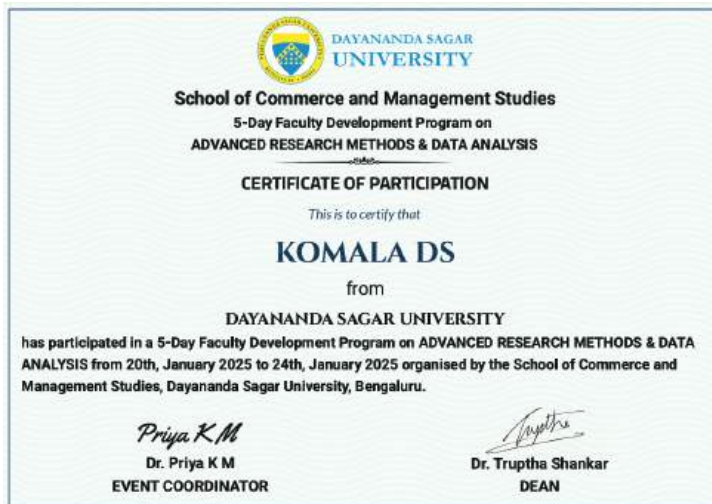 DAYANANDA SAGAR
UNIVERSITY
School of Commerce and Management Studies
5-Day Faculty Development Program on
ADVANCED RESEARCH METHODS & DATA ANALYSIS
CERTIFICATE OF PARTICIPATION
This is to certify that
KOMALA DS
from
DAYANANDA SAGAR UNIVERSITY
has participated in a 5-Day Faculty Development Program on ADVANCED RESEARCH METHODS & DATA
ANALYSIS from 20th, January 2025 to 24th, January 2025 organised by the School of Commerce and
Management Studies, Dayananda Sagar University, Bengaluru.
Priya K M
Dr. Priya K M
EVENT COORDINATOR
Truptha
Dr. Truptha Shankar
DEAN